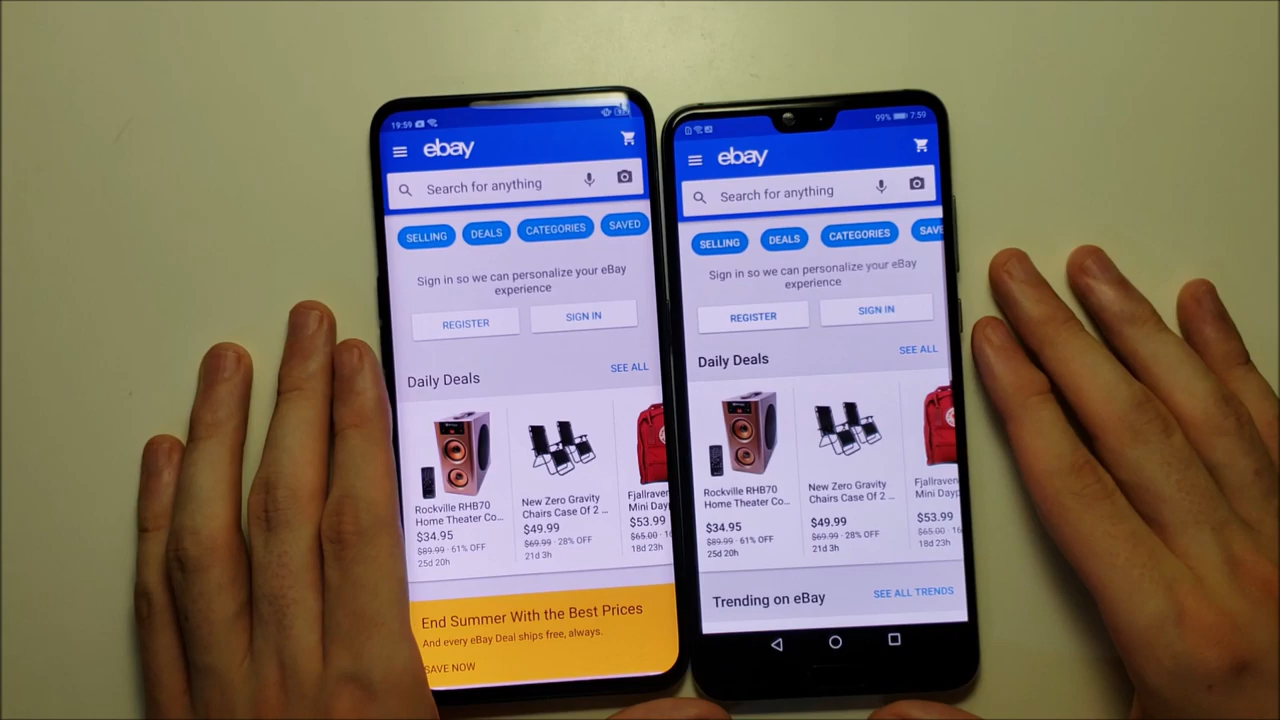 19:59
ebay
Search for anything
SELLING
DEALS
CATEGORIES
SAVED
Sign in so we can personalize your eBay
experience
REGISTER
SIGN IN
Daily Deals
SEE ALL
Rockville RHB70
Home Theater Co...
$34.95
$89.99 · 61% OFF
25d 20h
New Zero Gravity
Chairs Case Of 2 ...
$49.99
$69.99 · 28% OFF
21d 3h
Fjallraven
Mini Dayp
$53.99
$65.00 · 1
18d 23h
End Summer With the Best Prices
And every eBay Deal ships free, always.
SAVE NOW
99% 7:59
ebay
Search for anything
SELLING
DEALS
CATEGORIES
SAVE
Sign in so we can personalize your eBay
experience
REGISTER
SIGN IN
Daily Deals
SEE ALL
Rockville RHB70
Home Theater Co...
$34.95
$89.99 · 61% OFF
25d 20h
New Zero Gravity
Chairs Case Of 2 ...
$49.99
$69.99 · 28% OFF
21d 3h
Fjallraven
Mini Dayp
$53.99
$65.00 · 16
18d 23h
Trending on eBay
SEE ALL TRENDS